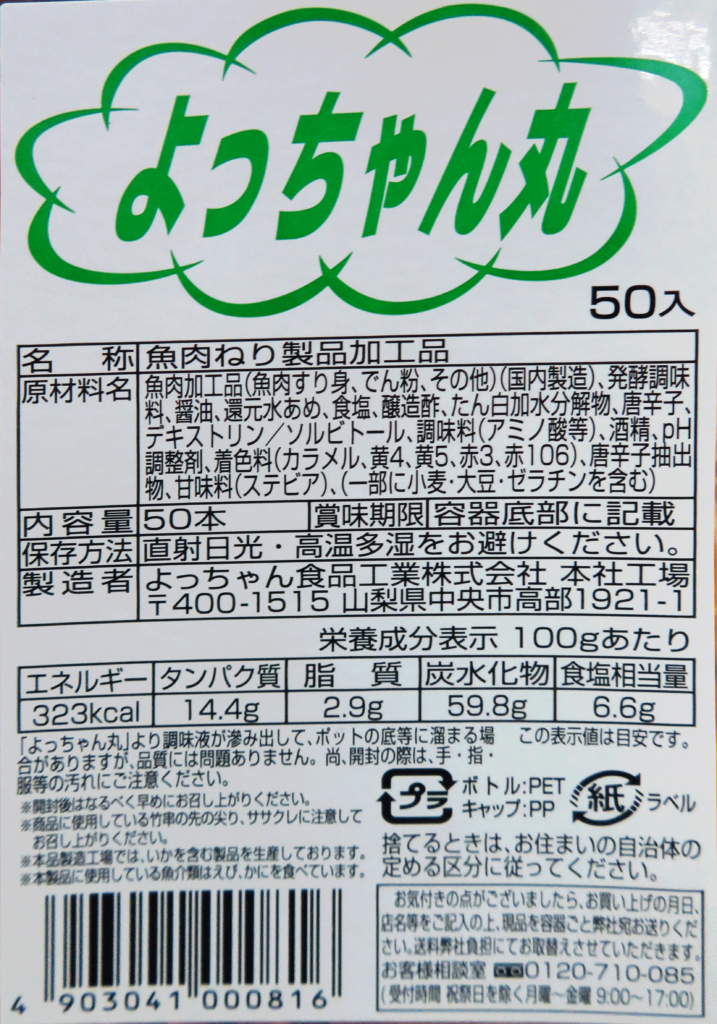 よっちゃん丸
50入
名 称 魚肉ねり製品加工品
原材料名 魚肉加工品(魚肉すり身、でん粉、その他)(国内製造)、発酵調味
料、醤油、還元水あめ、食塩、醸造酢、たん白加水分解物、唐辛子、
デキストリン/ソルビトール、調味料(アミノ酸等)、酒精、pH
調整剤、着色料(カラメル、黄4、黄5、赤3、赤106)、唐辛子抽出
物、甘味料(ステビア)、(一部に小麦・大豆・ゼラチンを含む)
内容量 50本 賞味期限 容器底部に記載
保存方法 直射日光・高温多湿をお避けください。
製造者 よっちゃん食品工業株式会社 本社工場
〒400-1515 山梨県中央市高部1921-1
栄養成分表示 100gあたり
エネルギー タンパク質 脂 質 炭水化物 食塩相当量
323kcal 14.4g 2.9g 59.8g 6.6g
「よっちゃん丸」より調味液が滲み出して、ポットの底等に溜まる場
合がありますが、品質には問題ありません。尚、開封の際は、手・指・
服等の汚れにご注意ください。
この表示値は目安です。
※開封後はなるべく早めにお召し上がりください。
※商品に使用している竹串の先の尖り、ササクレに注意して
お召し上がりください。
※本品製造工場では、いかを含む製品を生産しております。
※本製品に使用している魚介類はえび、かにを食べています。
プラ ボトル:PET
キャップ:PP
紙 ラベル
捨てるときは、お住まいの自治体の
定める区分に従ってください。
お気付きの点がございましたら、お買い上げの月日、
店名等をご記入の上、現品を容器ごと弊社宛お送りくだ
さい。送料弊社負担にてお取替えさせていただきます。
お客様相談室 0120-710-085
(受付時間 祝祭日を除く月曜~金曜 9:00~17:00)
4 903041 000816